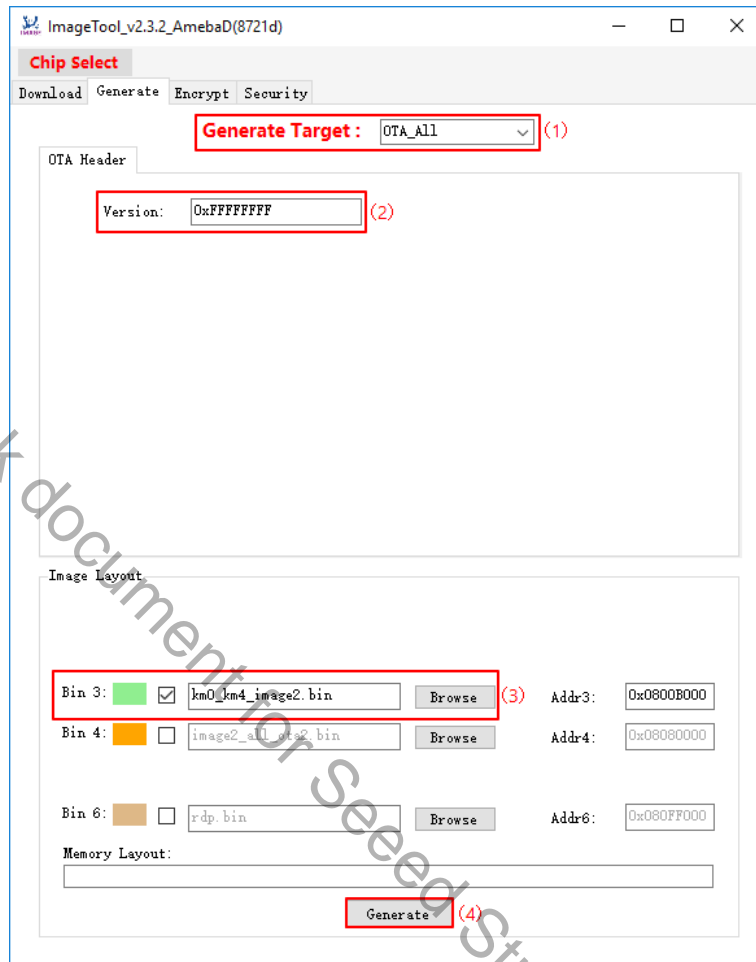 ImageTool_v2.3.2_AmebaD(8721d)
Chip Select
Download Generate Encrypt Security
Generate Target : OTA_All (1)
OTA Header
Version: 0xFFFFFFFF (2)
Image Layout
Bin 3: km0_km4_image2.bin Browse (3) Addr3: 0x0800B000
Bin 4: image2_all_ota2.bin Browse Addr4: 0x08080000
Bin 6: rdp.bin Browse Addr6: 0x080FF000
Memory Layout:
Generate (4)
k document for Seeed Stu